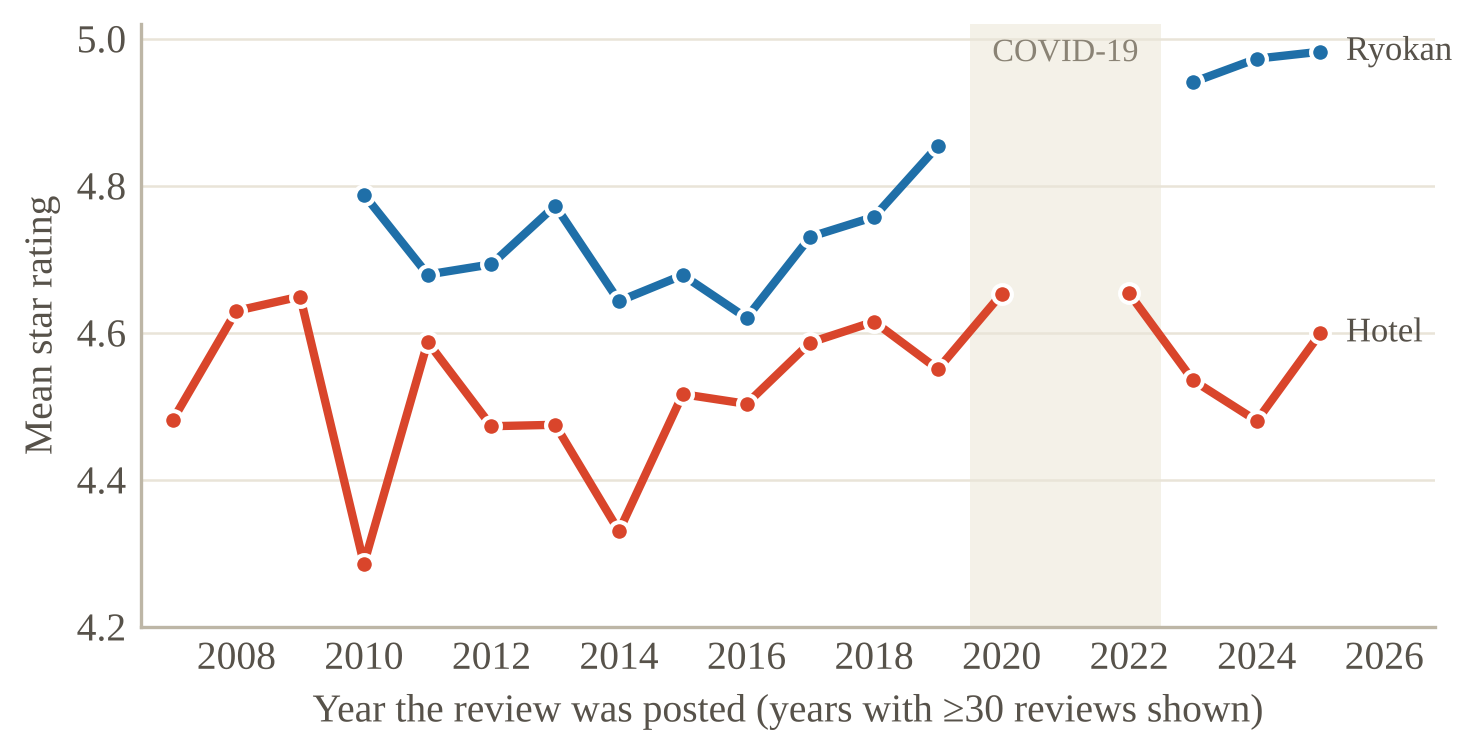 5.0
4.8
4.6
4.4
4.2
Mean star rating
COVID-19
Ryokan
Hotel
2008 2010 2012 2014 2016 2018 2020 2022 2024 2026
Year the review was posted (years with ≥30 reviews shown)